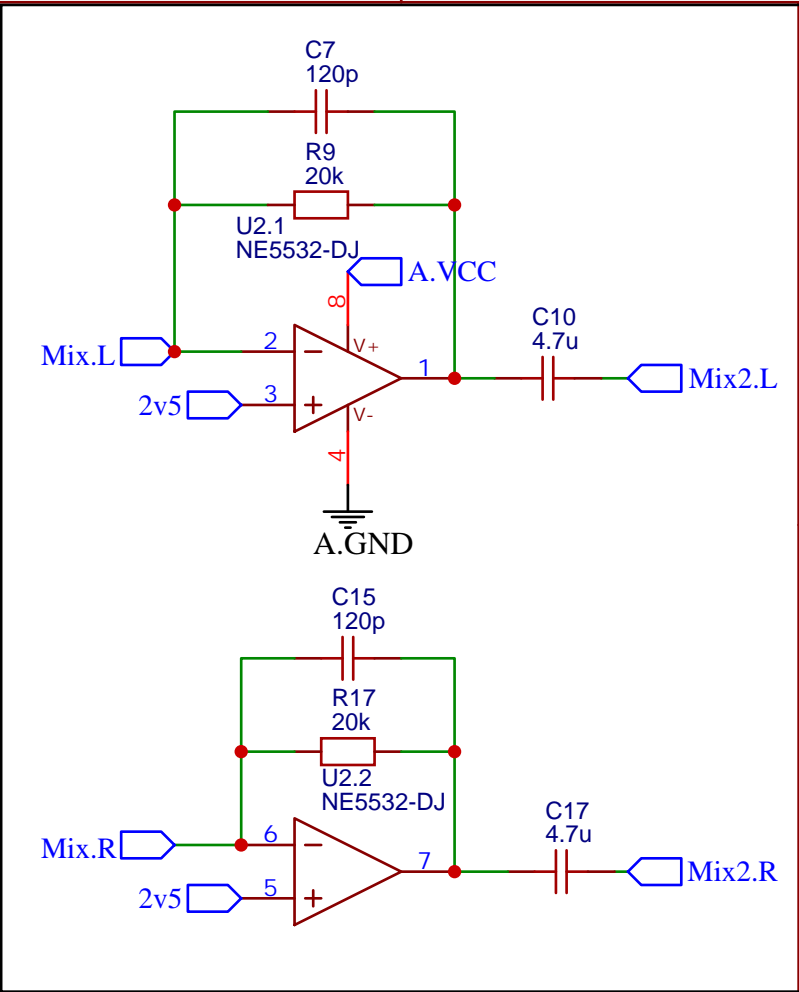 C7
120p
R9
20k
U2.1
NE5532-DJ
A.VCC
8
V+
Mix.L
2
3
2v5
1
C10
4.7u
Mix2.L
V-
4
A.GND
C15
120p
R17
20k
U2.2
NE5532-DJ
Mix.R
6
5
2v5
7
C17
4.7u
Mix2.R